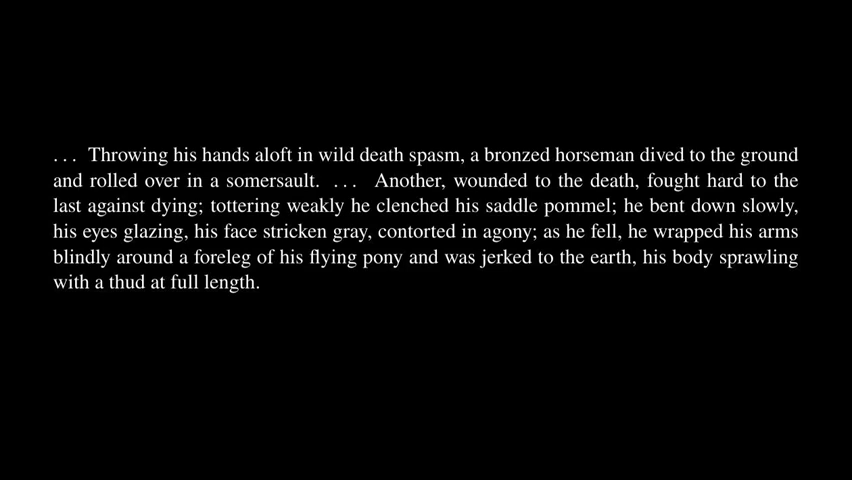 . . . Throwing his hands aloft in wild death spasm, a bronzed horseman dived to the ground
and rolled over in a somersault. . . . Another, wounded to the death, fought hard to the
last against dying; tottering weakly he clenched his saddle pommel; he bent down slowly,
his eyes glazing, his face stricken gray, contorted in agony; as he fell, he wrapped his arms
blindly around a foreleg of his flying pony and was jerked to the earth, his body sprawling
with a thud at full length.